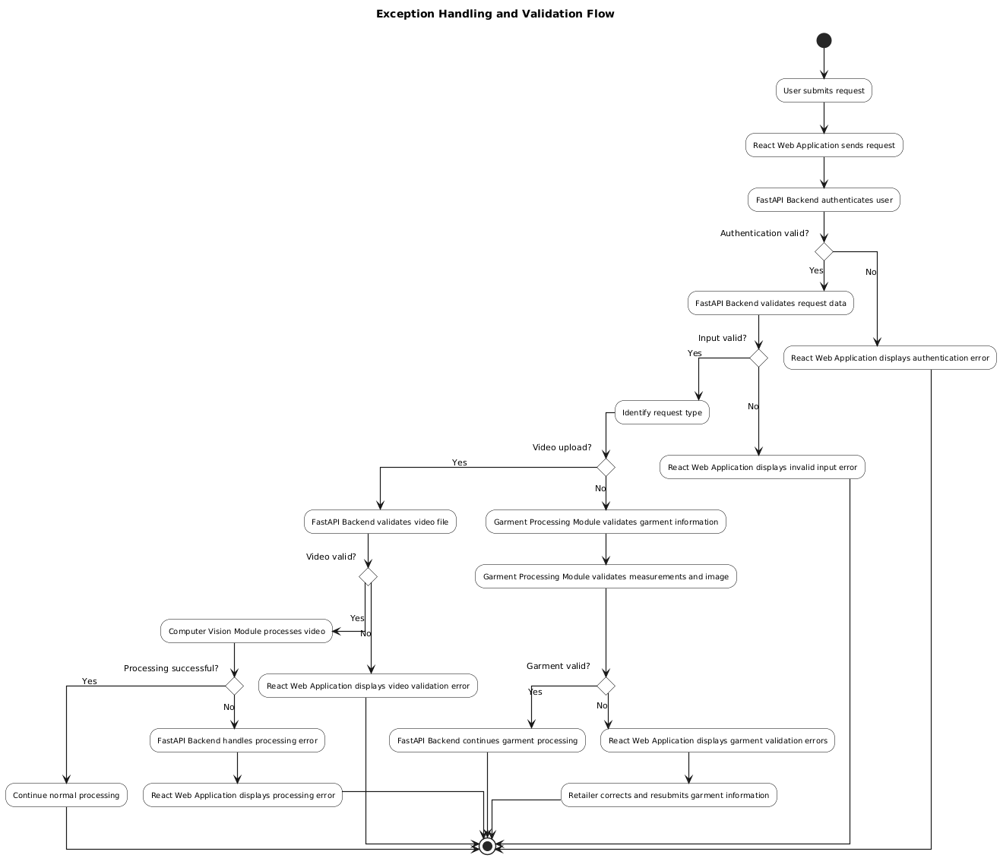 Exception Handling and Validation Flow
User submits request
React Web Application sends request
FastAPI Backend authenticates user
Authentication valid?
Yes
No
FastAPI Backend validates request data
Input valid?
Yes
React Web Application displays authentication error
No
Identify request type
Video upload?
Yes
React Web Application displays invalid input error
No
FastAPI Backend validates video file
Garment Processing Module validates garment information
Video valid?
Garment Processing Module validates measurements and image
Yes
No
Computer Vision Module processes video
Processing successful?
Garment valid?
Yes
React Web Application displays video validation error
Yes
No
No
FastAPI Backend handles processing error
FastAPI Backend continues garment processing
React Web Application displays garment validation errors
Continue normal processing
React Web Application displays processing error
Retailer corrects and resubmits garment information